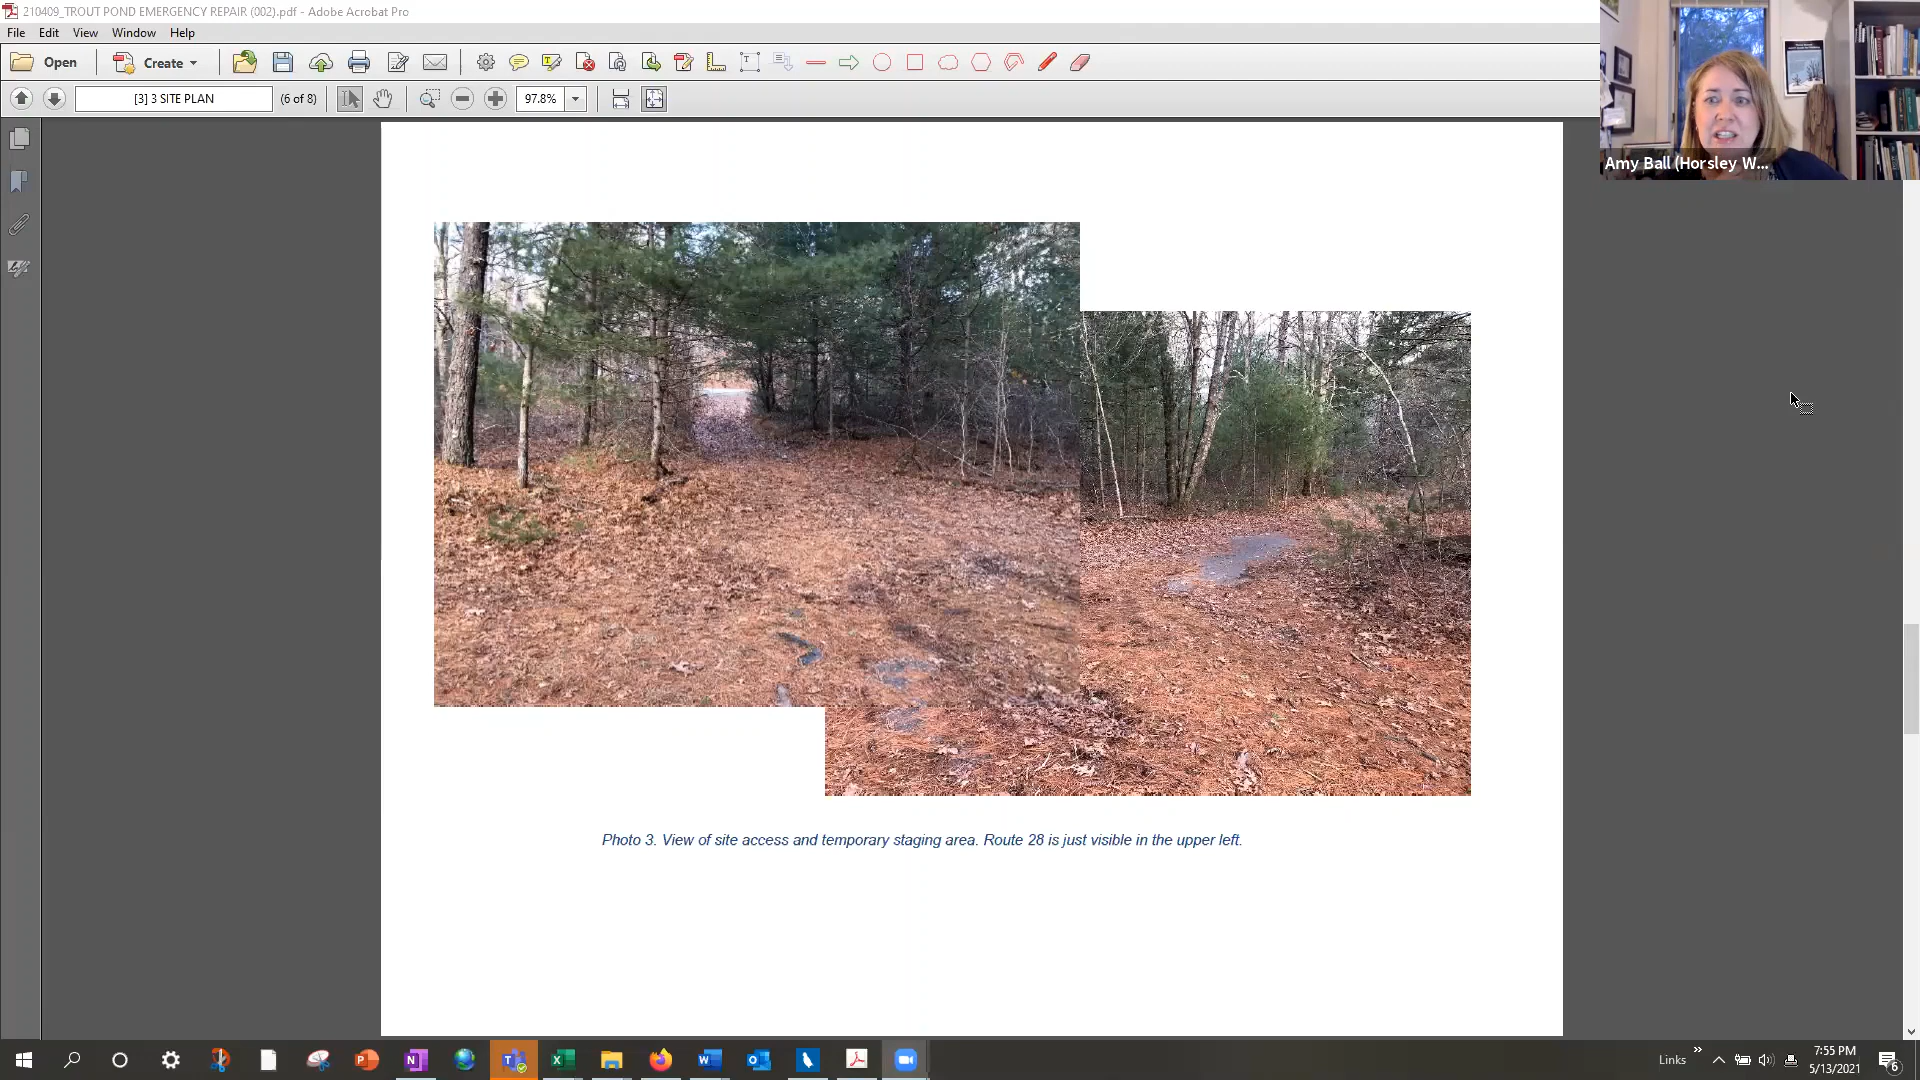 210409_TROUT POND EMERGENCY REPAIR (002).pdf - Adobe Acrobat Pro
File Edit View Window Help
Open Create
[3] 3 SITE PLAN (6 of 8) 97.8%
Amy Ball (Horsley W...
Photo 3. View of site access and temporary staging area. Route 28 is just visible in the upper left.
Links
7:55 PM
5/13/2021
6